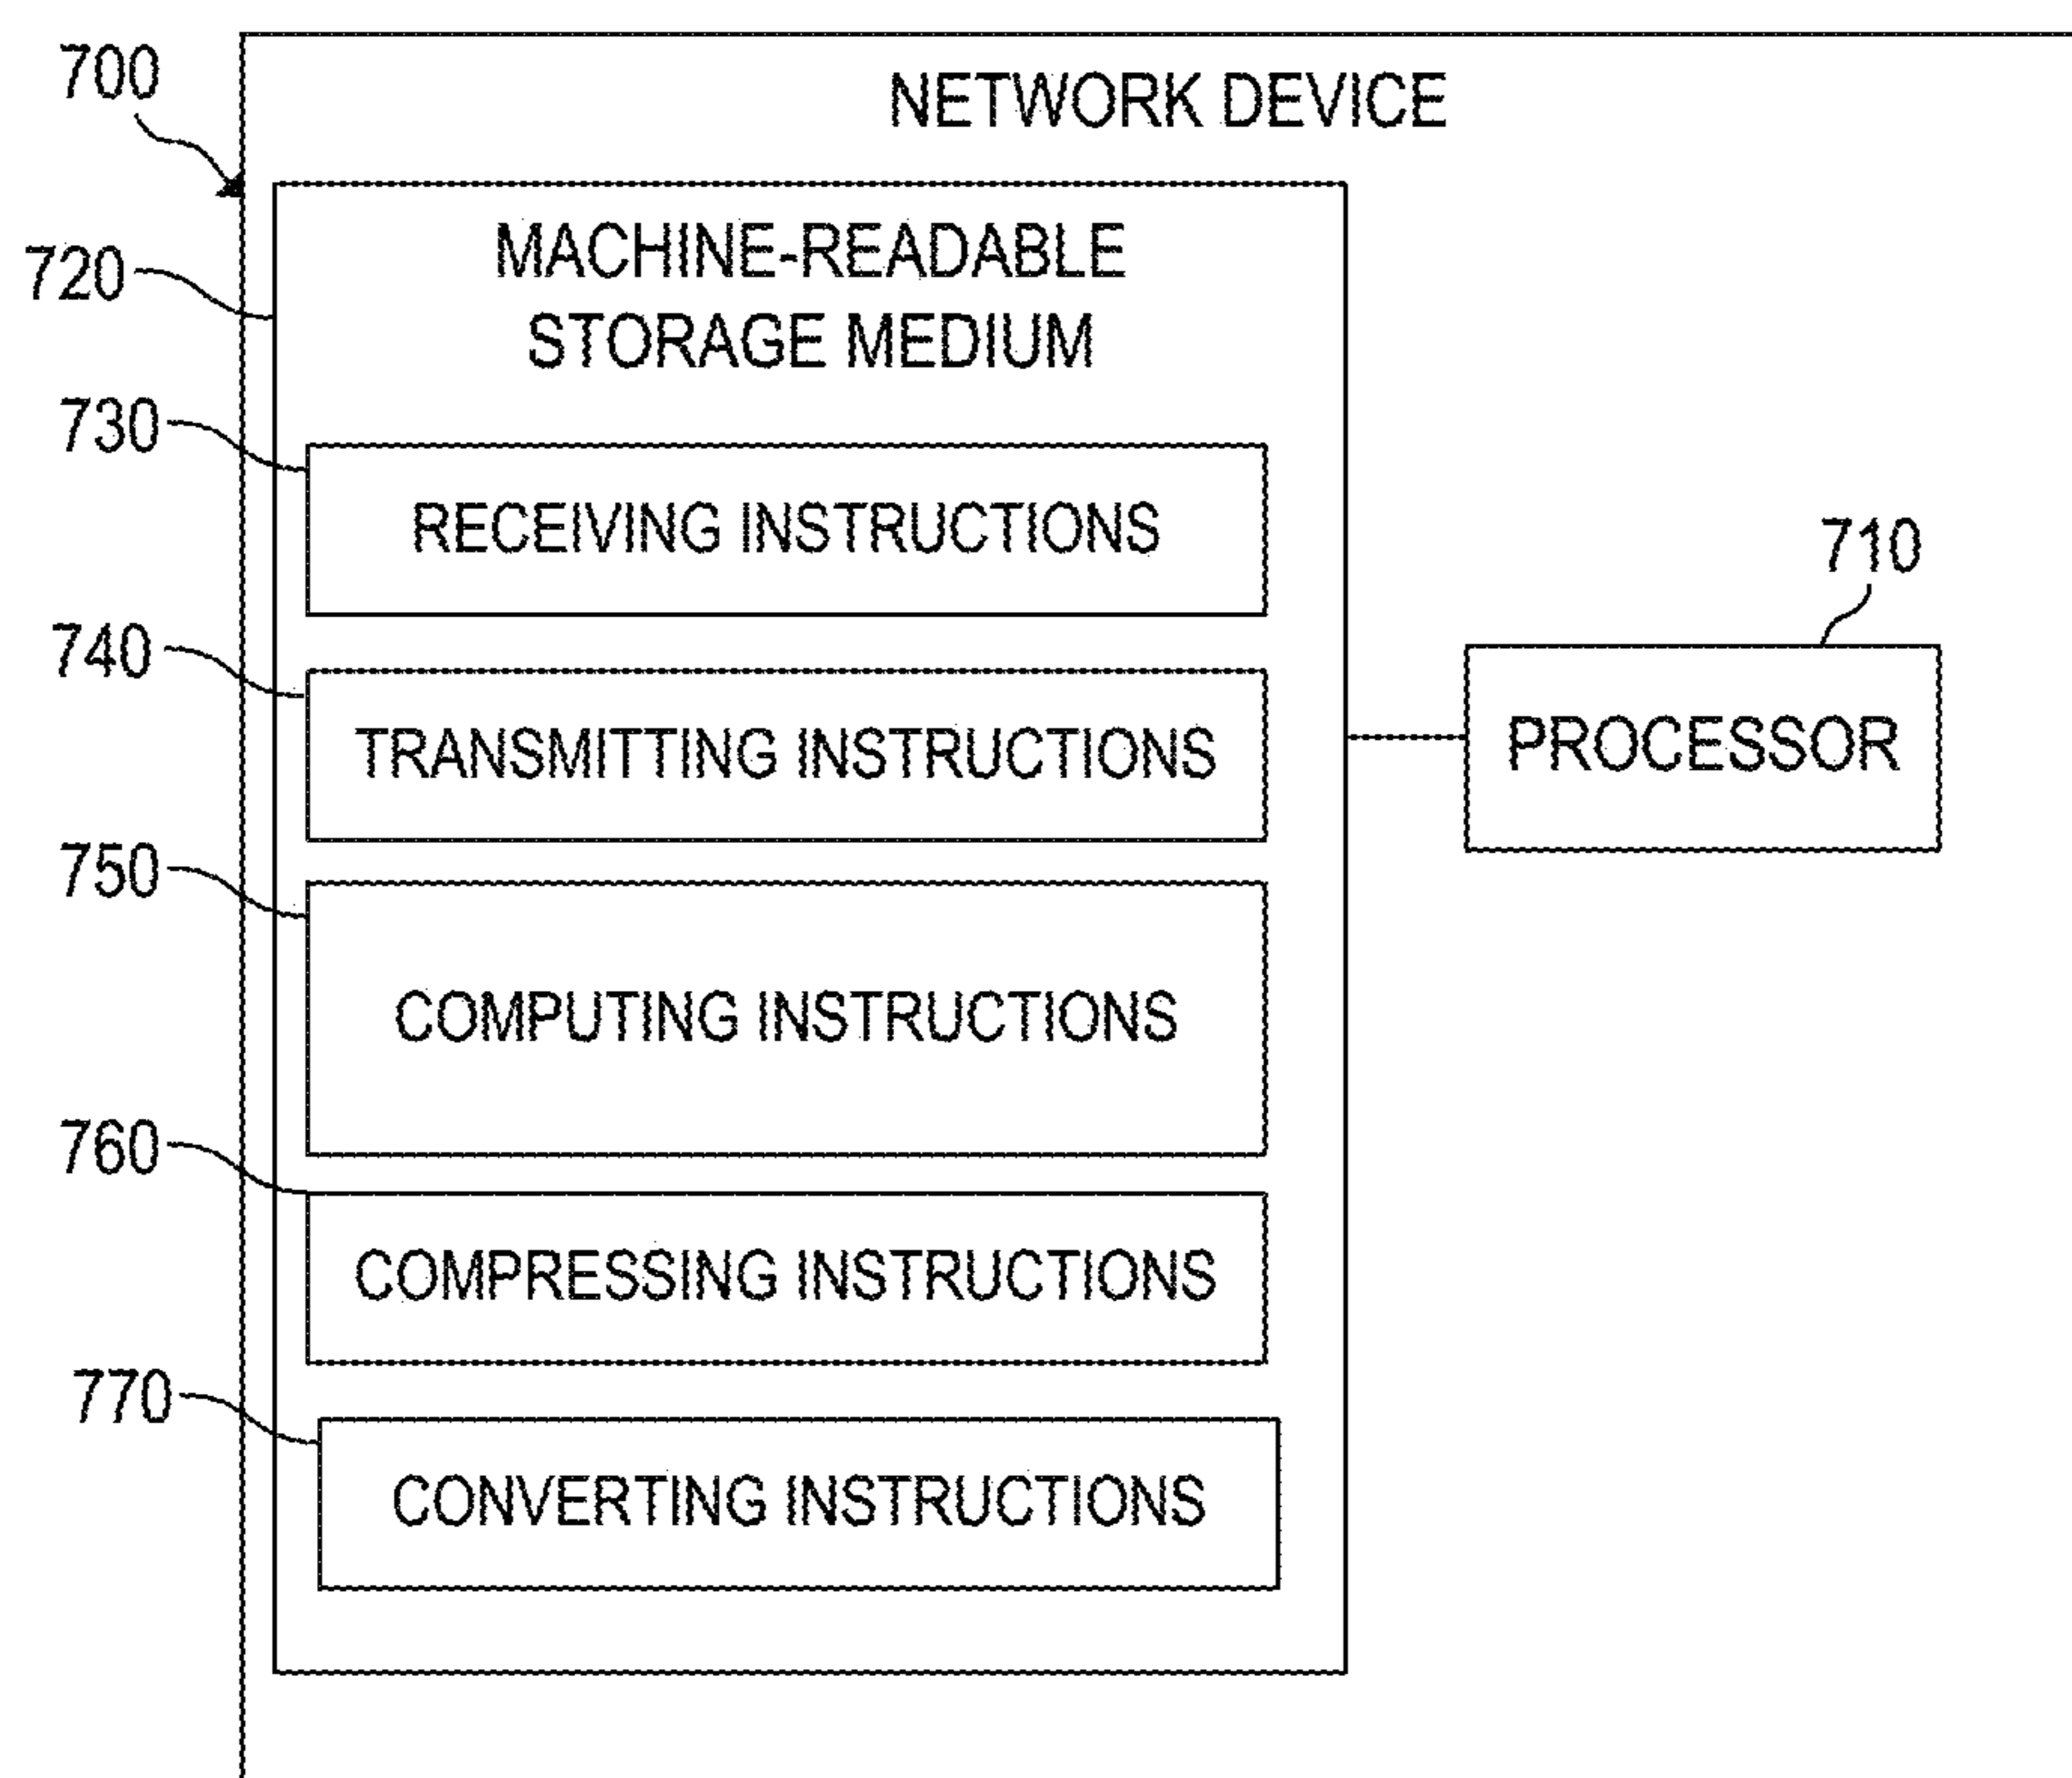 700
NETWORK DEVICE
720
MACHINE-READABLE
STORAGE MEDIUM
730
RECEIVING INSTRUCTIONS
710
740
TRANSMITTING INSTRUCTIONS
PROCESSOR
750
COMPUTING INSTRUCTIONS
760
COMPRESSING INSTRUCTIONS
770
CONVERTING INSTRUCTIONS